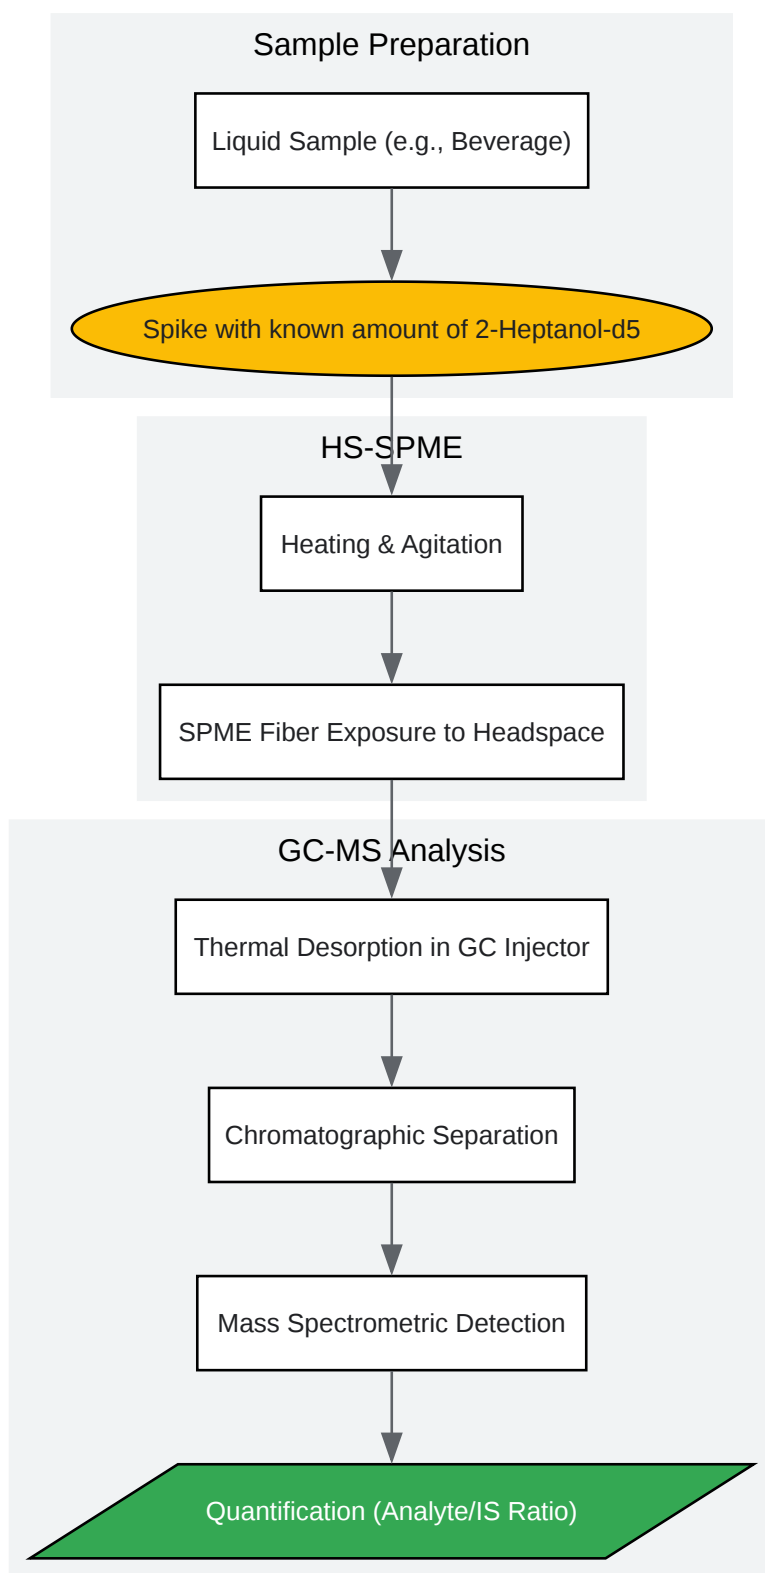 Sample Preparation
Liquid Sample (e.g., Beverage)
Spike with known amount of 2-Heptanol-d5
HS-SPME
Heating & Agitation
SPME Fiber Exposure to Headspace
GC-MS Analysis
Thermal Desorption in GC Injector
Chromatographic Separation
Mass Spectrometric Detection
Quantification (Analyte/IS Ratio)